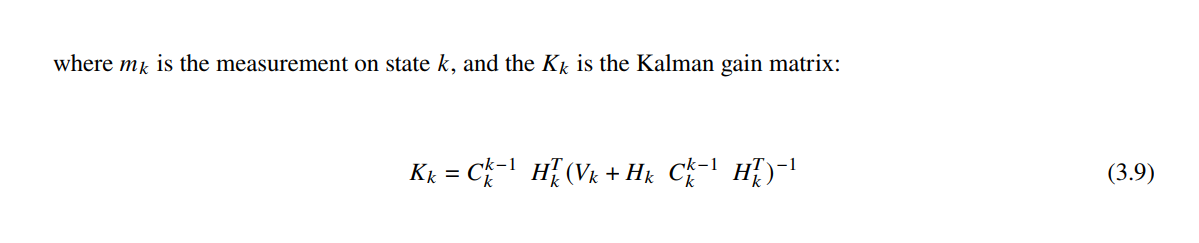 where m_k is the measurement on state k, and the K_k is the Kalman gain matrix:
K_k = C_k^{k−1} H_k^T (V_k + H_k C_k^{k−1} H_k^T)^{−1} (3.9)